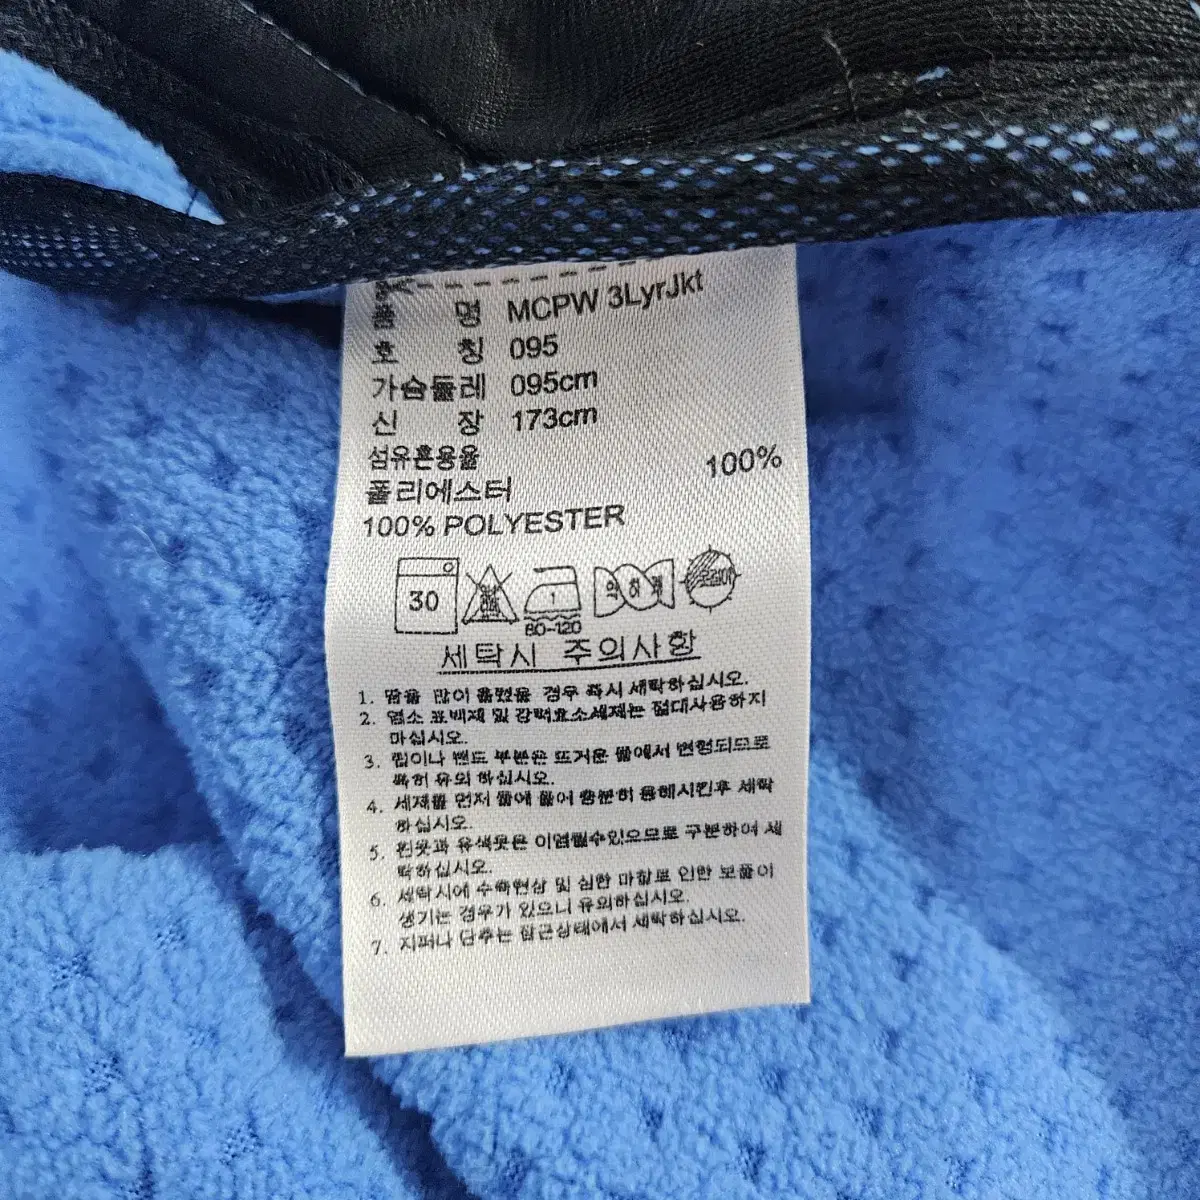 품 명 MCPW 3LyrJkt
호 칭 095
가슴둘레 095cm
신 장 173cm
섬유혼용율
폴리에스터 100%
100% POLYESTER
30 1 80-120 약하게
세탁시 주의사항
1. 땀을 많이 흘렸을 경우 즉시 세탁하십시오.
2. 염소 표백제 및 강력효소세제는 절대사용하지
마십시오.
3. 립이나 밴드 부분은 뜨거운 물에서 변형되므로
특히 유의 하십시오.
4. 세제를 먼저 물에 풀어 충분히 용해시킨후 세탁
하십시오.
5. 흰옷과 유색옷은 이염될수있으므로 구분하여 세
탁하십시오.
6. 세탁시에 수축현상 및 심한 마찰로 인한 보풀이
생기는 경우가 있으니 유의하십시오.
7. 지퍼나 단추는 잠근상태에서 세탁하십시오.